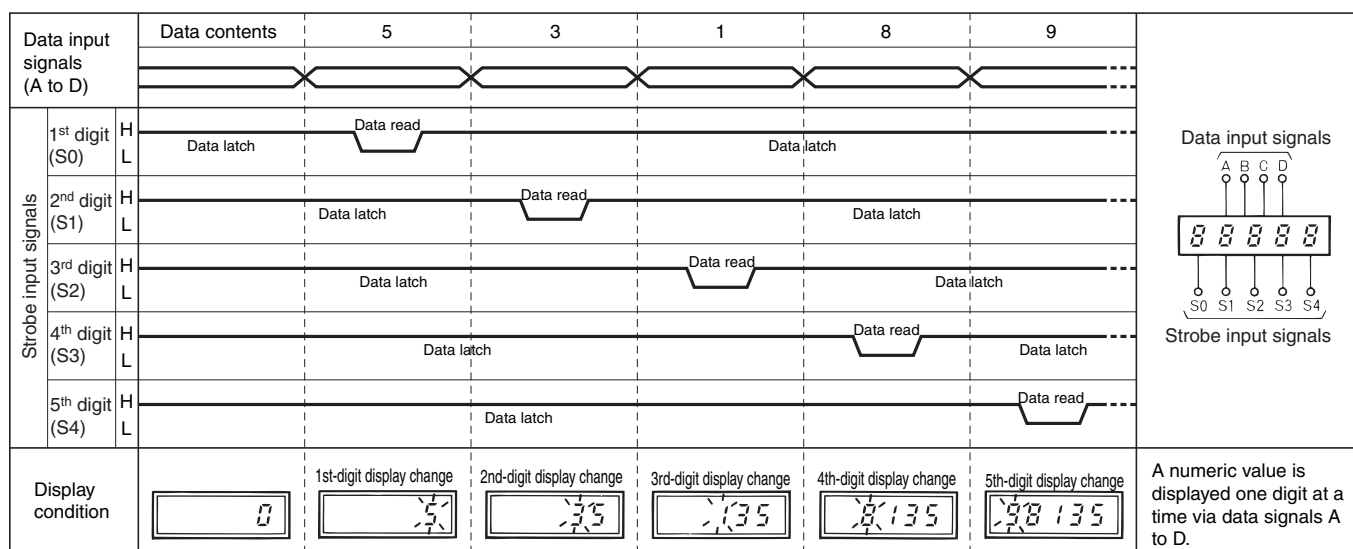 Data input
signals
(A to D)
Data contents 5 3 1 8 9
Strobe input signals
1st digit
(S0)
H
L
Data latch
Data read
Data latch
2nd digit
(S1)
H
L
Data latch
Data read
Data latch
3rd digit
(S2)
H
L
Data latch
Data read
Data latch
4th digit
(S3)
H
L
Data latch
Data read
Data latch
5th digit
(S4)
H
L
Data latch
Data read
Display
condition
0
1st-digit display change
5
2nd-digit display change
35
3rd-digit display change
135
4th-digit display change
8135
5th-digit display change
98135
Data input signals
A B C D
8 8 8 8 8
S0 S1 S2 S3 S4
Strobe input signals
A numeric value is
displayed one digit at a
time via data signals A
to D.